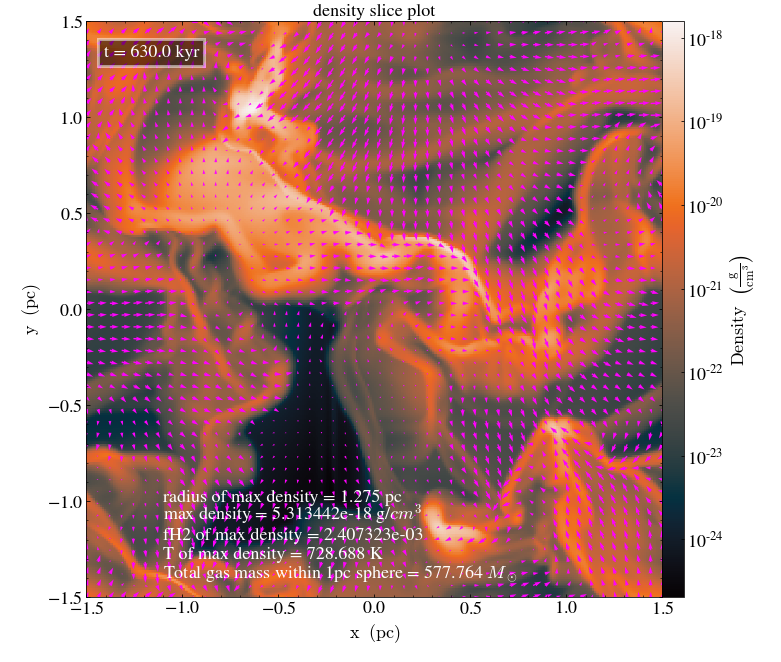 density slice plot
t = 630.0 kyr
1.5
1.0
0.5
0.0
−0.5
−1.0
−1.5
y (pc)
−1.5 −1.0 −0.5 0.0 0.5 1.0 1.5
x (pc)
radius of max density = 1.275 pc
max density = 5.313442e-18 g/cm³
fH2 of max density = 2.407323e-03
T of max density = 728.688 K
Total gas mass within 1pc sphere = 577.764 M⊙
10⁻¹⁸
10⁻¹⁹
10⁻²⁰
10⁻²¹
10⁻²²
10⁻²³
10⁻²⁴
Density (g/cm³)